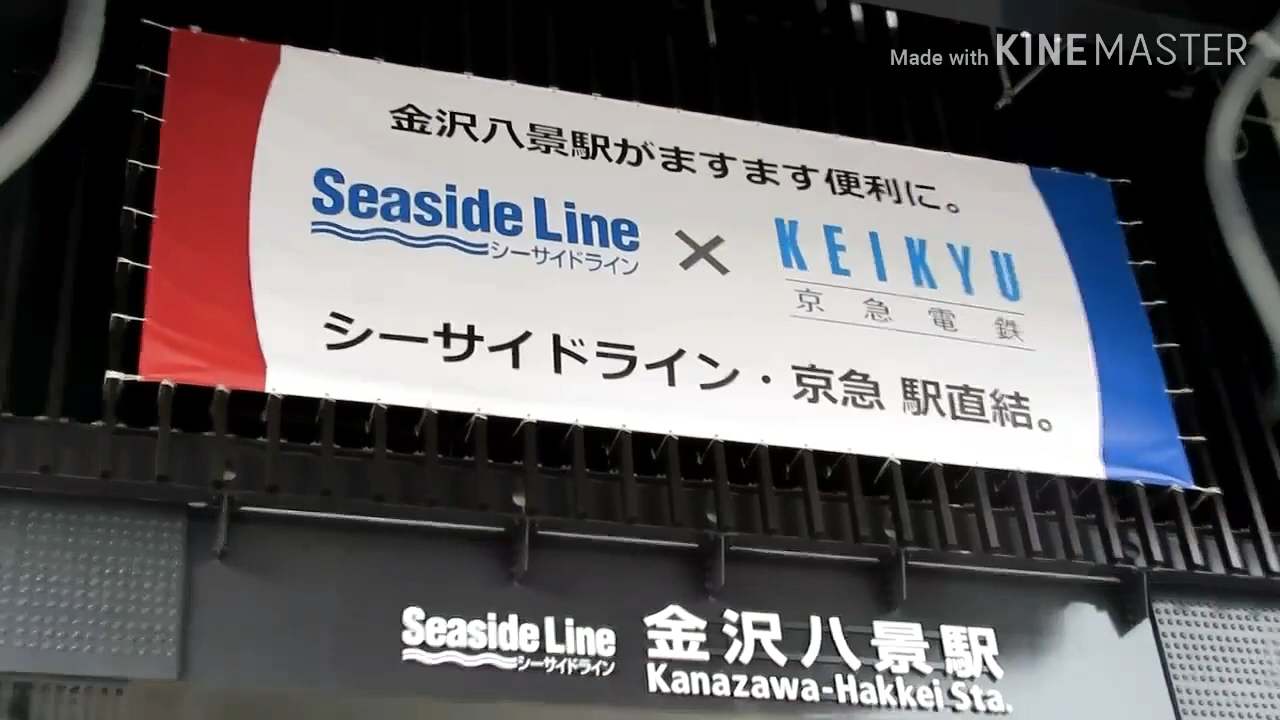 Made with KINEMASTER
金沢八景駅がますます便利に。
Seaside Line
シーサイドライン
×
KEIKYU
京急電鉄
シーサイドライン・京急 駅直結。
Seaside Line
シーサイドライン
金沢八景駅
Kanazawa-Hakkei Sta.